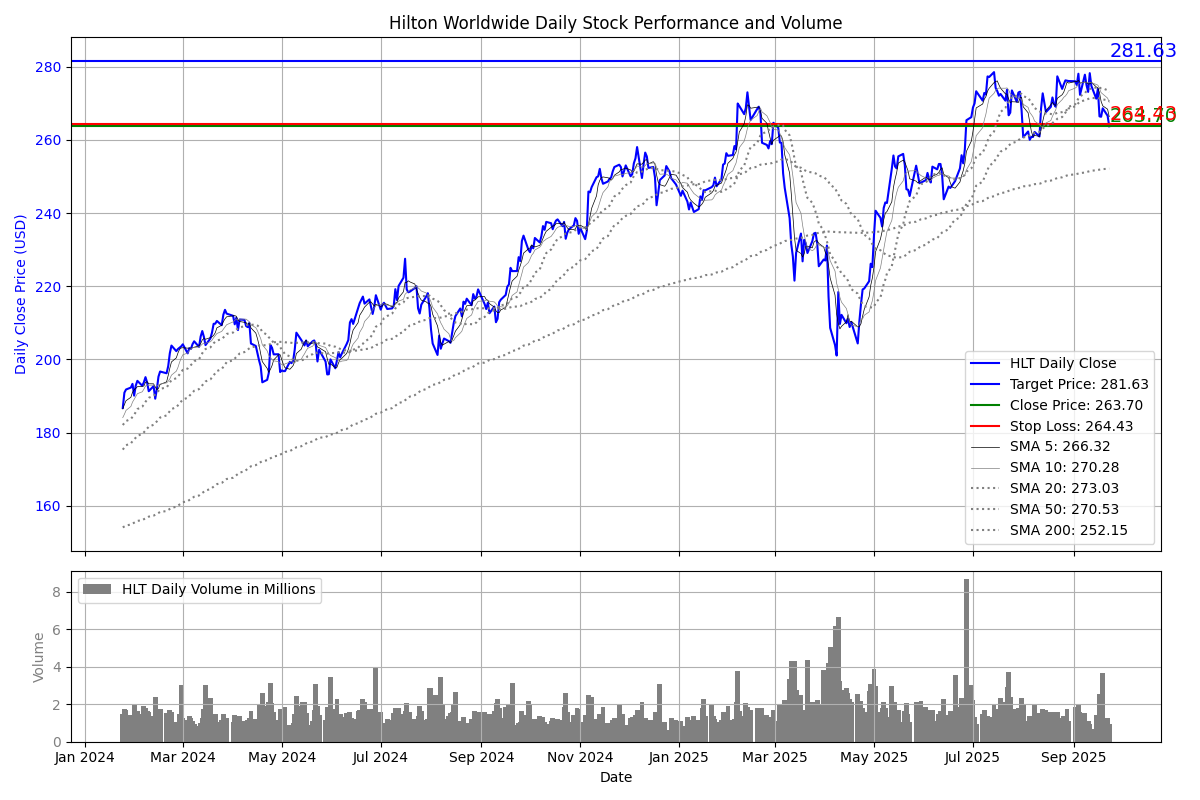 Hilton Worldwide Daily Stock Performance and Volume
281.63
280
264.43
263.70
260
240
220
200
180
160
Daily Close Price (USD)
HLT Daily Close
Target Price: 281.63
Close Price: 263.70
Stop Loss: 264.43
SMA 5: 266.32
SMA 10: 270.28
SMA 20: 273.03
SMA 50: 270.53
SMA 200: 252.15
HLT Daily Volume in Millions
8
6
4
2
0
Volume
Jan 2024
Mar 2024
May 2024
Jul 2024
Sep 2024
Nov 2024
Jan 2025
Mar 2025
May 2025
Jul 2025
Sep 2025
Date